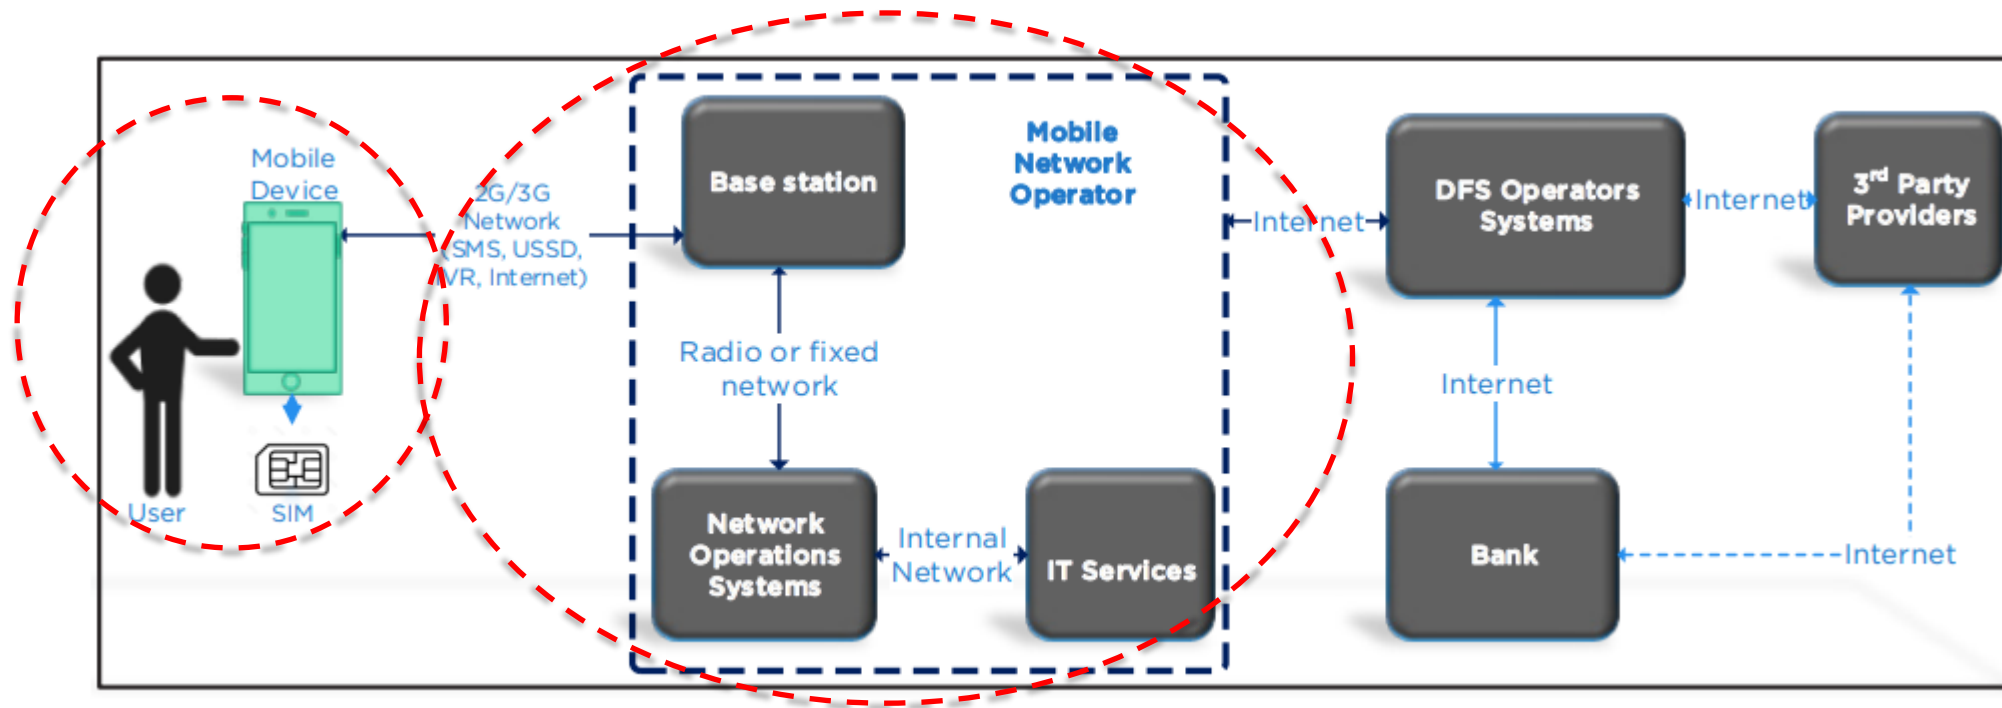 Mobile
Device
User
SIM
2G/3G
Network
(SMS, USSD,
IVR, Internet)
Base station
Mobile
Network
Operator
Radio or fixed
network
Network
Operations
Systems
Internal
Network
IT Services
Internet
DFS Operators
Systems
Internet
3rd Party
Providers
Internet
Bank
Internet